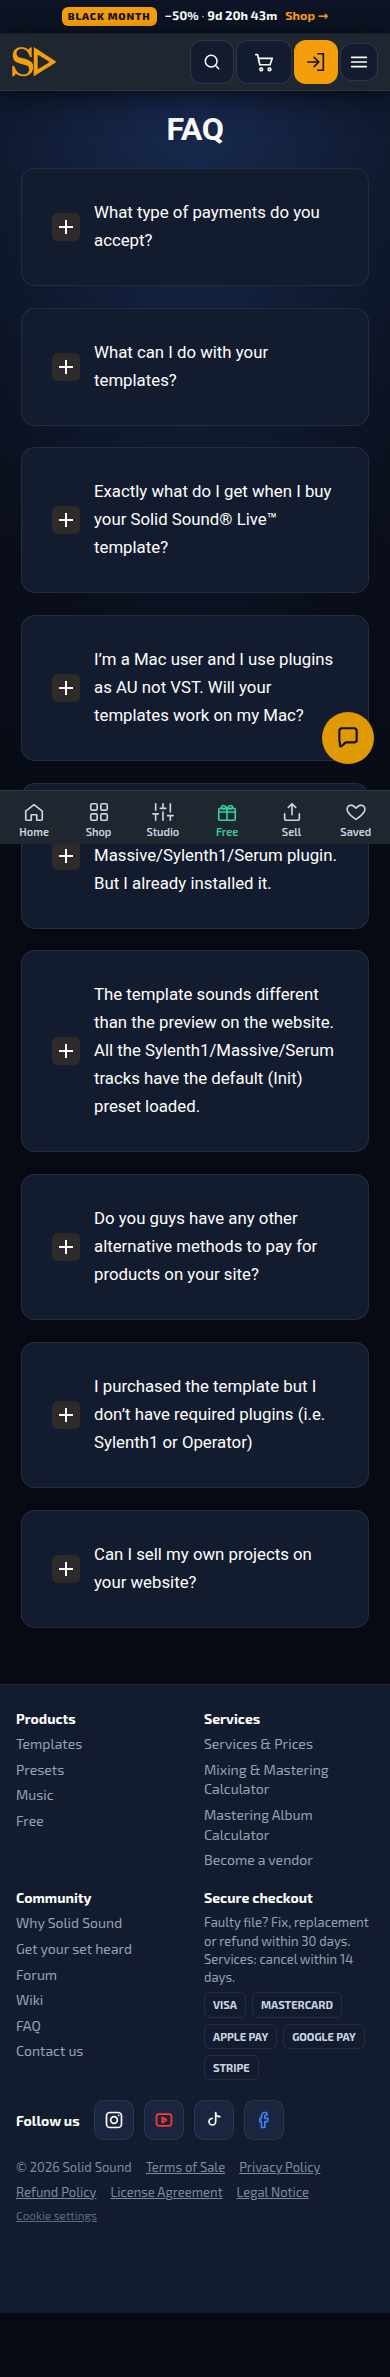 BLACK MONTH −50% · 9d 20h 43m Shop →
SD
FAQ
What type of payments do you
accept?
What can I do with your
templates?
Exactly what do I get when I buy
your Solid Sound® Live™
template?
I’m a Mac user and I use plugins
as AU not VST. Will your
templates work on my Mac?
Home Shop Studio Free Sell Saved
Massive/Sylenth1/Serum plugin.
But I already installed it.
The template sounds different
than the preview on the website.
All the Sylenth1/Massive/Serum
tracks have the default (Init)
preset loaded.
Do you guys have any other
alternative methods to pay for
products on your site?
I purchased the template but I
don’t have required plugins (i.e.
Sylenth1 or Operator)
Can I sell my own projects on
your website?
Products
Templates
Presets
Music
Free
Services
Services & Prices
Mixing & Mastering
Calculator
Mastering Album
Calculator
Become a vendor
Community
Why Solid Sound
Get your set heard
Forum
Wiki
FAQ
Contact us
Secure checkout
Faulty file? Fix, replacement
or refund within 30 days.
Services: cancel within 14
days.
VISA MASTERCARD
APPLE PAY GOOGLE PAY
STRIPE
Follow us
© 2026 Solid Sound Terms of Sale Privacy Policy
Refund Policy License Agreement Legal Notice
Cookie settings